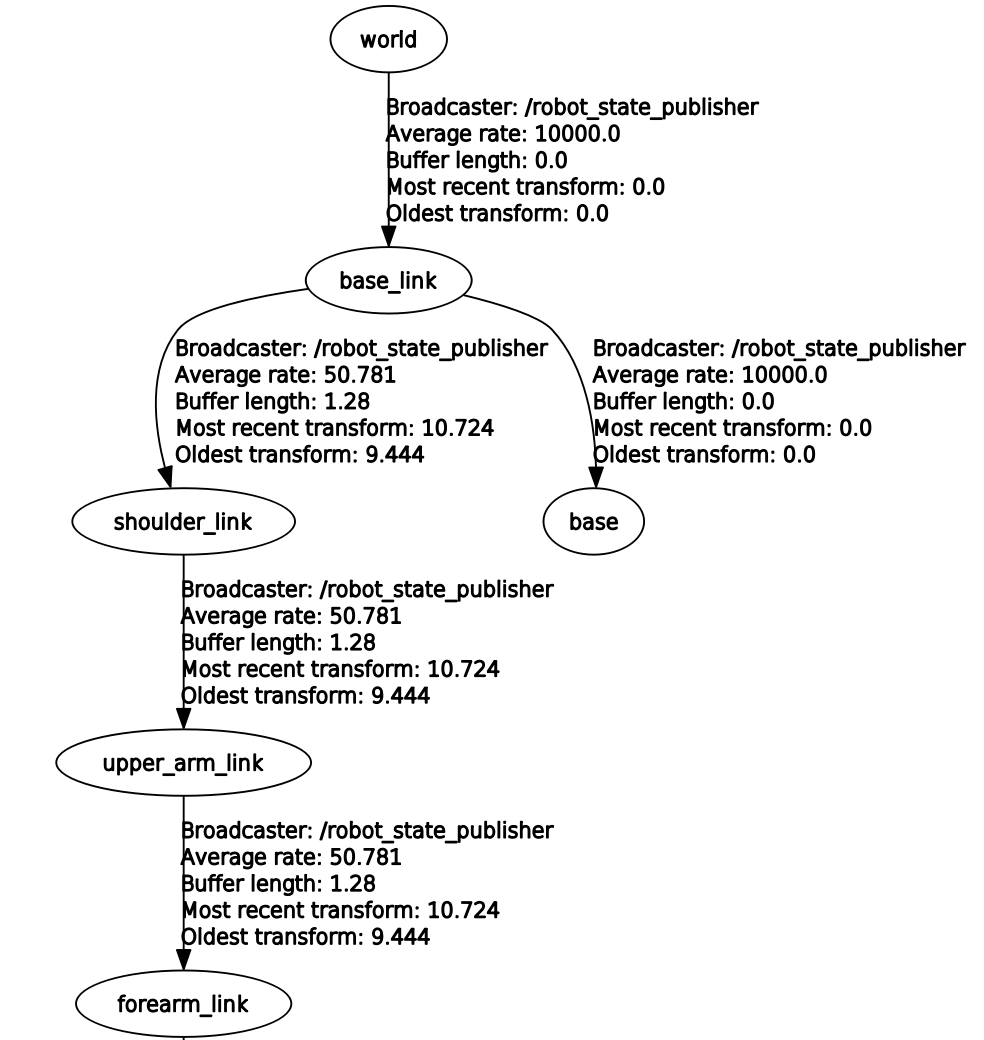 world
Broadcaster: /robot_state_publisher
Average rate: 10000.0
Buffer length: 0.0
Most recent transform: 0.0
Oldest transform: 0.0
base_link
Broadcaster: /robot_state_publisher
Average rate: 50.781
Buffer length: 1.28
Most recent transform: 10.724
Oldest transform: 9.444
Broadcaster: /robot_state_publisher
Average rate: 10000.0
Buffer length: 0.0
Most recent transform: 0.0
Oldest transform: 0.0
shoulder_link
base
Broadcaster: /robot_state_publisher
Average rate: 50.781
Buffer length: 1.28
Most recent transform: 10.724
Oldest transform: 9.444
upper_arm_link
Broadcaster: /robot_state_publisher
Average rate: 50.781
Buffer length: 1.28
Most recent transform: 10.724
Oldest transform: 9.444
forearm_link